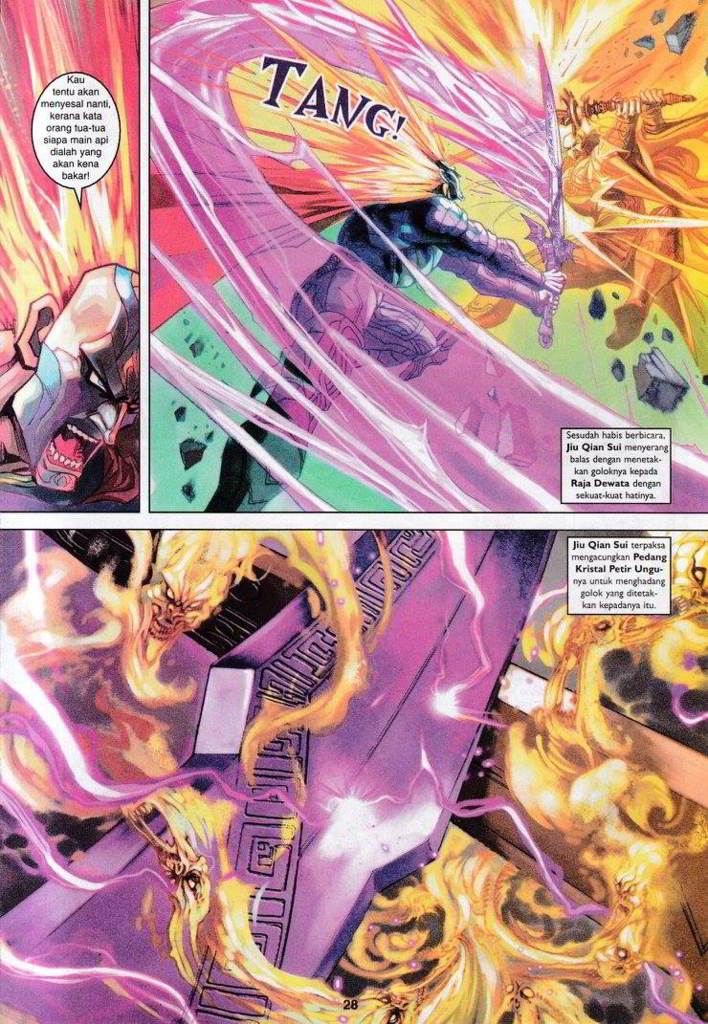 Kau
tentu akan
menyesal nanti,
kerana kata
orang tua-tua
siapa main api
dialah yang
akan kena
bakar!
TANG!
Sesudah habis berbicara,
Jiu Qian Sui menyerang
balas dengan menetak-
kan goloknya kepada
Raja Dewata dengan
sekuat-kuat hatinya.
Jiu Qian Sui terpaksa
mengacungkan Pedang
Kristal Petir Ungu-
nya untuk menghadang
golok yang ditetak-
kan kepadanya itu.
28